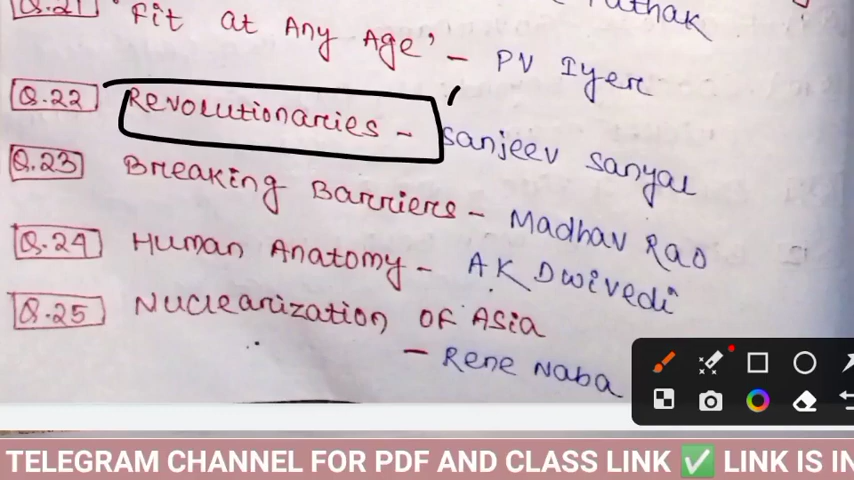 Q.21 'Fit at Any Age' - PV Iyer
Q.22 Revolutionaries - Sanjeev Sanyal
Q.23 Breaking Barriers - Madhav Rao
Q.24 Human Anatomy - A K Dwivedi
Q.25 Nuclearization OF Asia
- Rene Naba
TELEGRAM CHANNEL FOR PDF AND CLASS LINK ✅ LINK IS IN